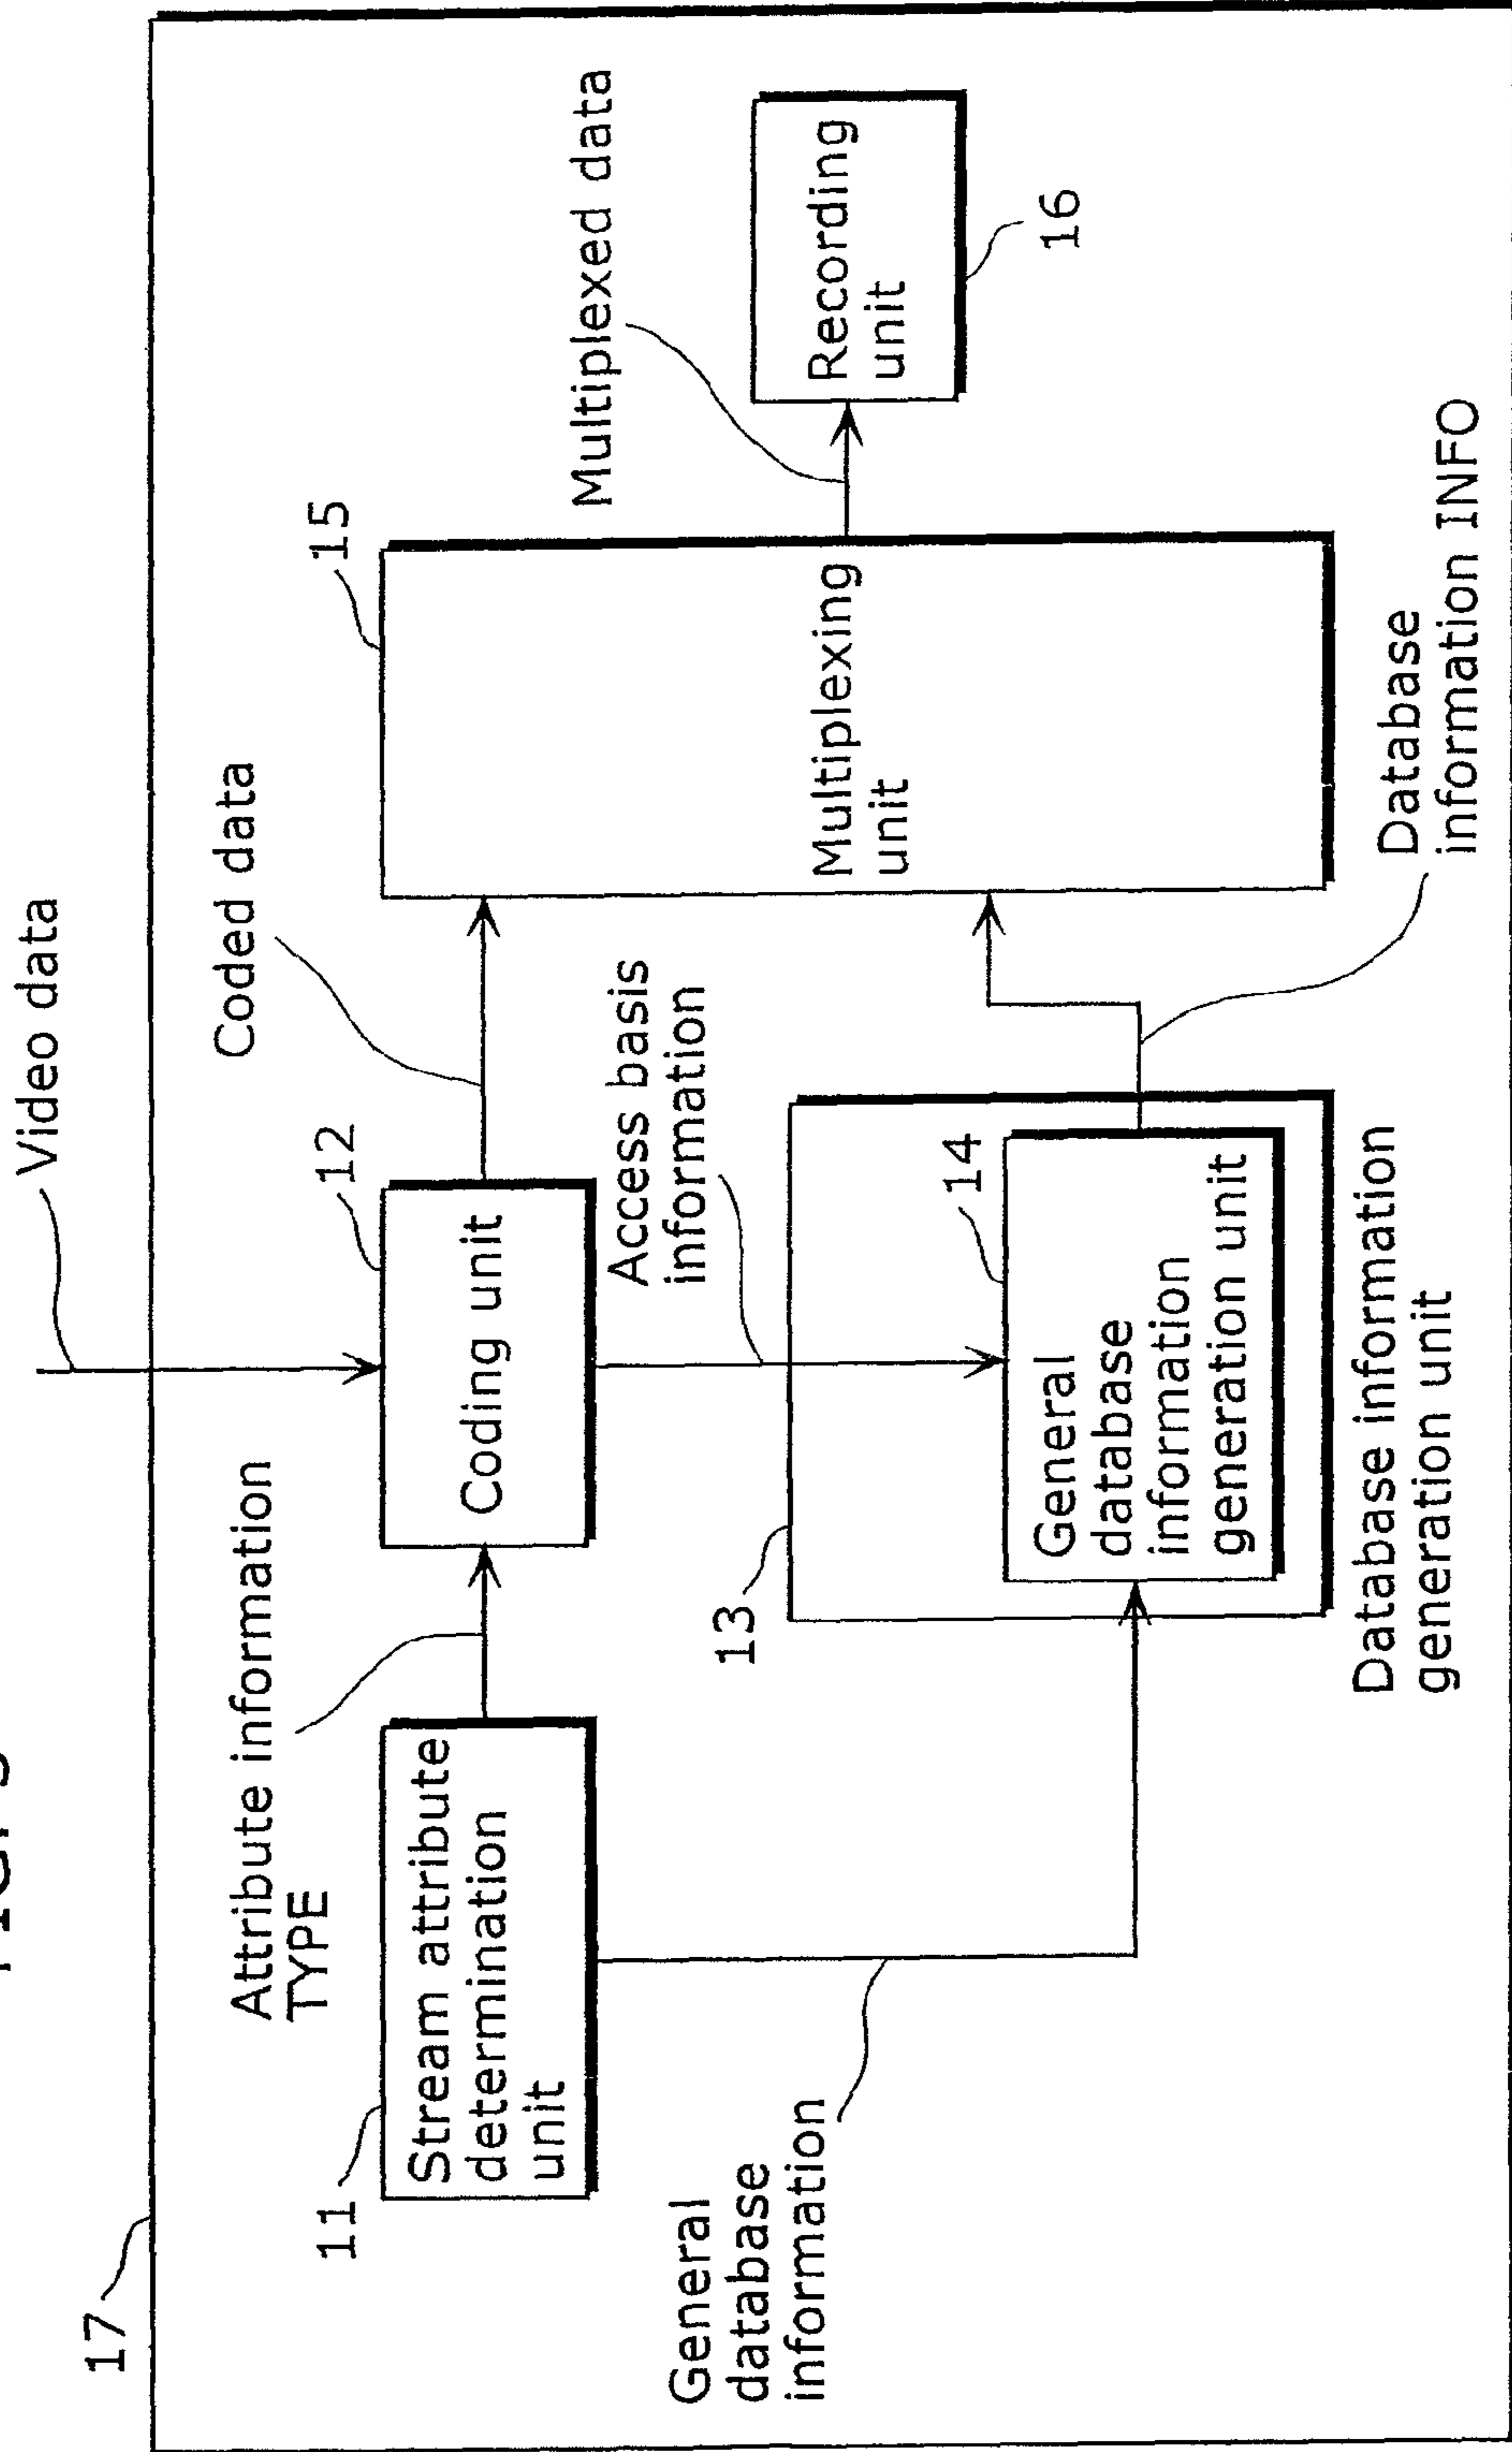 Video data
17
Attribute information
TYPE
Coded data
11
12
15
Stream attribute
determination
unit
Coding unit
Multiplexed data
Access basis
information
General
database
information
13
14
General
database
information
generation unit
Multiplexing
unit
Recording
unit
16
Database information
generation unit
Database
information INFO